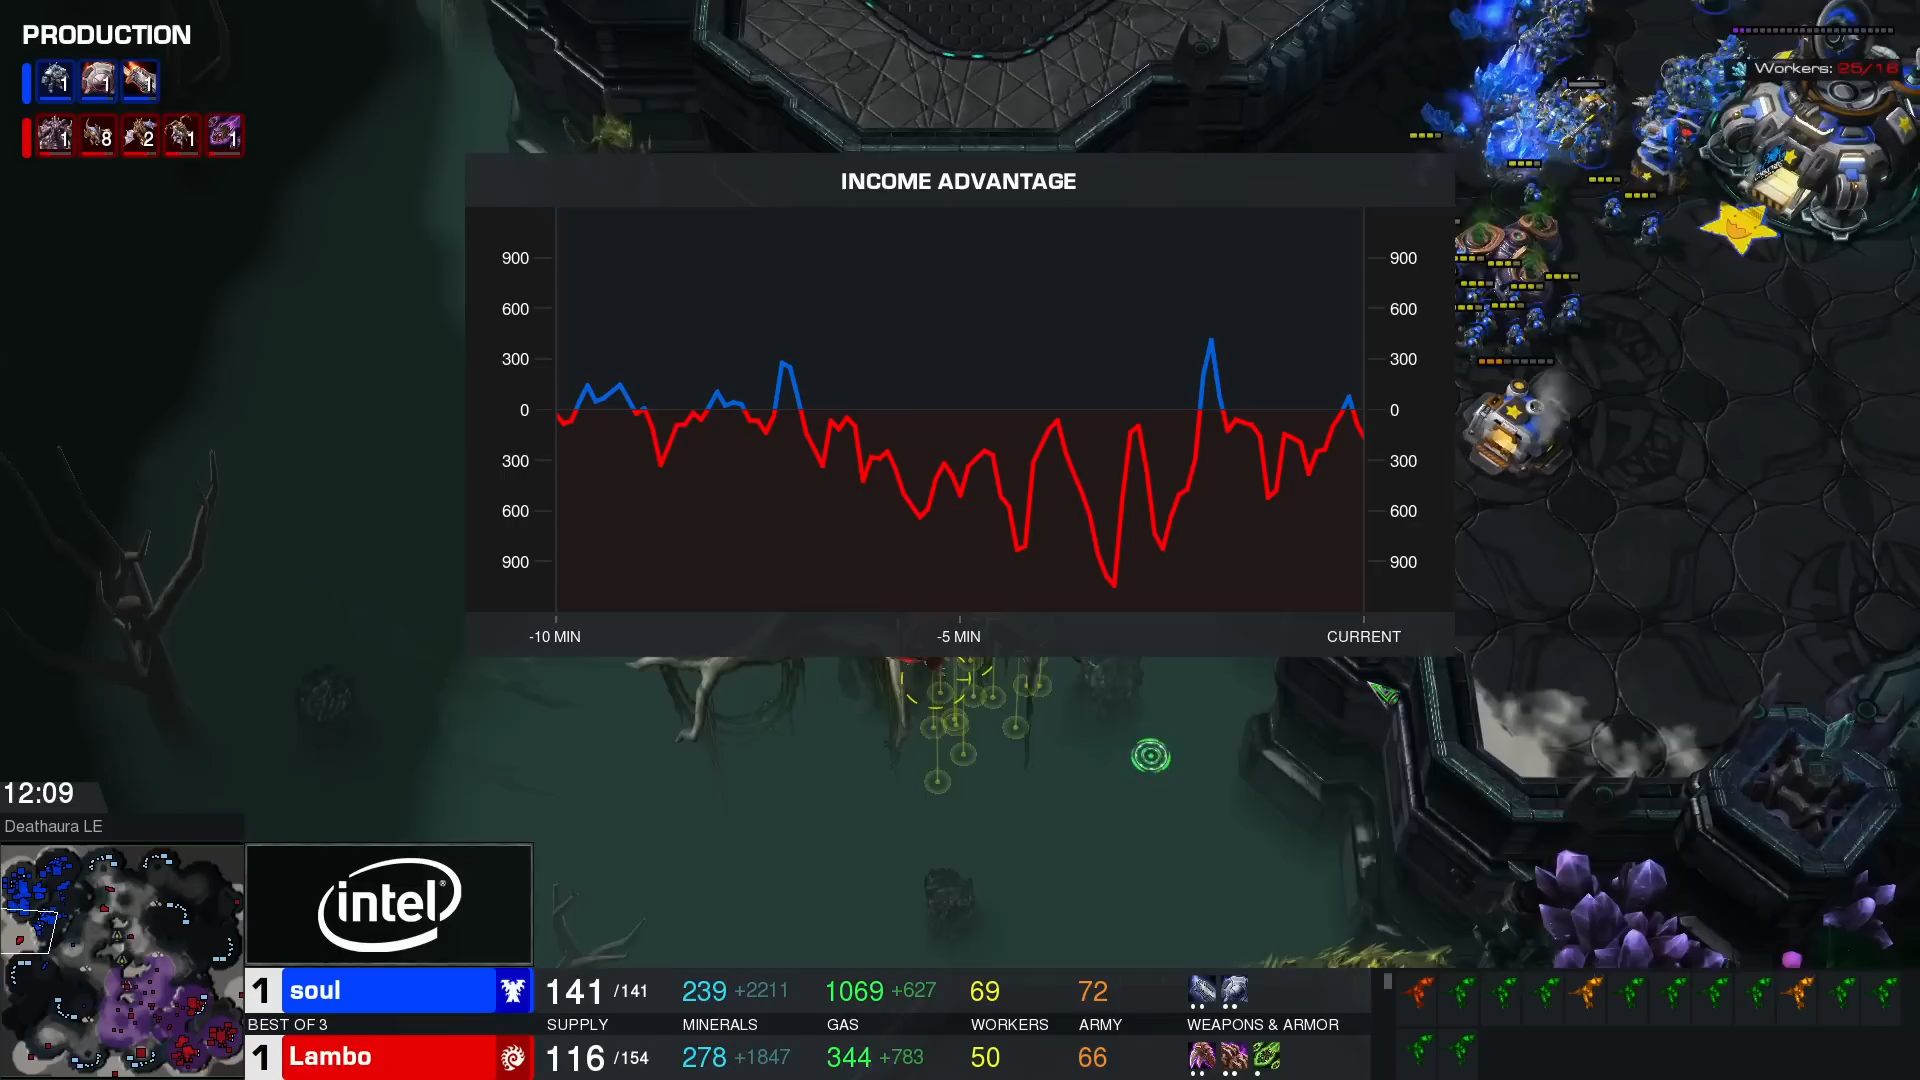 PRODUCTION
1 1 1
1 8 2 1 1
Workers: 25/16
INCOME ADVANTAGE
900 900
600 600
300 300
0 0
300 300
600 600
900 900
-10 MIN -5 MIN CURRENT
12:09
Deathaura LE
intel®
1 soul 141 /141 239 +2211 1069 +627 69 72
BEST OF 3 SUPPLY MINERALS GAS WORKERS ARMY WEAPONS & ARMOR
1 Lambo 116 /154 278 +1847 344 +783 50 66